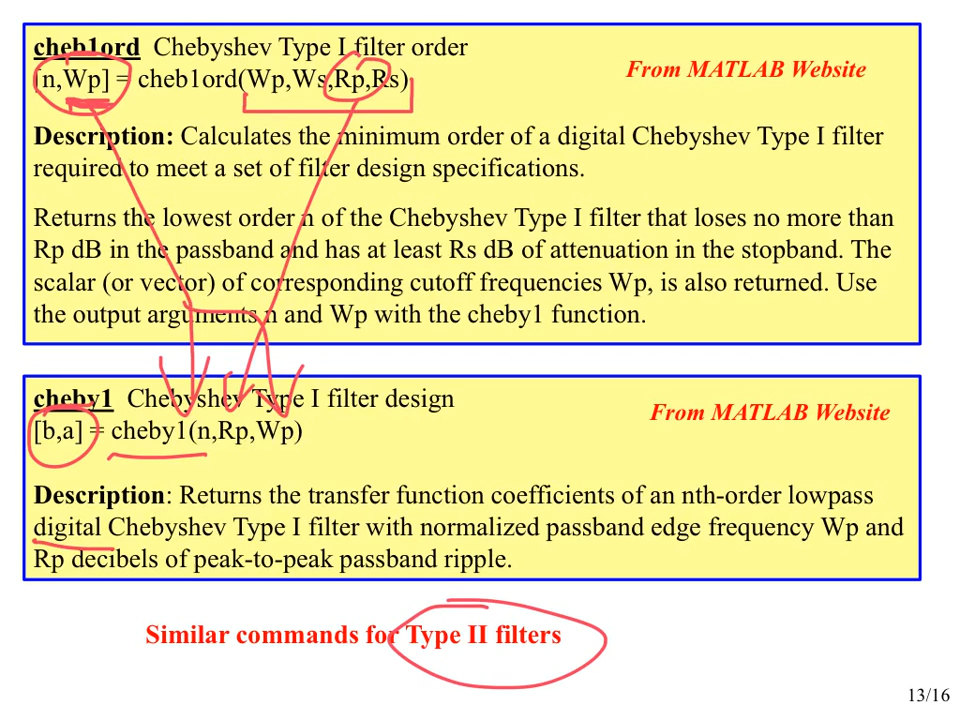 cheb1ord Chebyshev Type I filter order
[n,Wp] = cheb1ord(Wp,Ws,Rp,Rs)
From MATLAB Website
Description: Calculates the minimum order of a digital Chebyshev Type I filter
required to meet a set of filter design specifications.
Returns the lowest order n of the Chebyshev Type I filter that loses no more than
Rp dB in the passband and has at least Rs dB of attenuation in the stopband. The
scalar (or vector) of corresponding cutoff frequencies Wp, is also returned. Use
the output arguments n and Wp with the cheby1 function.
cheby1 Chebyshev Type I filter design
[b,a] = cheby1(n,Rp,Wp)
From MATLAB Website
Description: Returns the transfer function coefficients of an nth-order lowpass
digital Chebyshev Type I filter with normalized passband edge frequency Wp and
Rp decibels of peak-to-peak passband ripple.
Similar commands for Type II filters
13/16